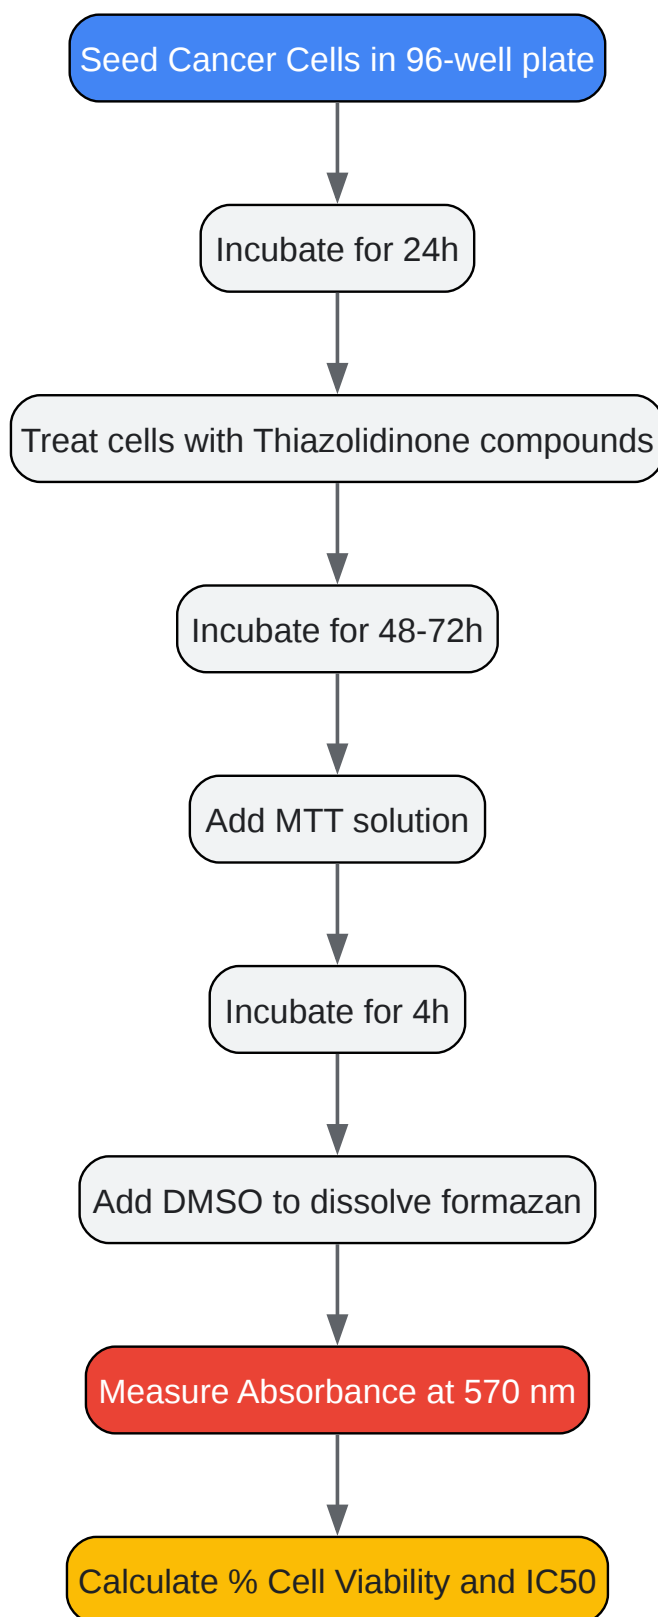 Seed Cancer Cells in 96-well plate
Incubate for 24h
Treat cells with Thiazolidinone compounds
Incubate for 48-72h
Add MTT solution
Incubate for 4h
Add DMSO to dissolve formazan
Measure Absorbance at 570 nm
Calculate % Cell Viability and IC50